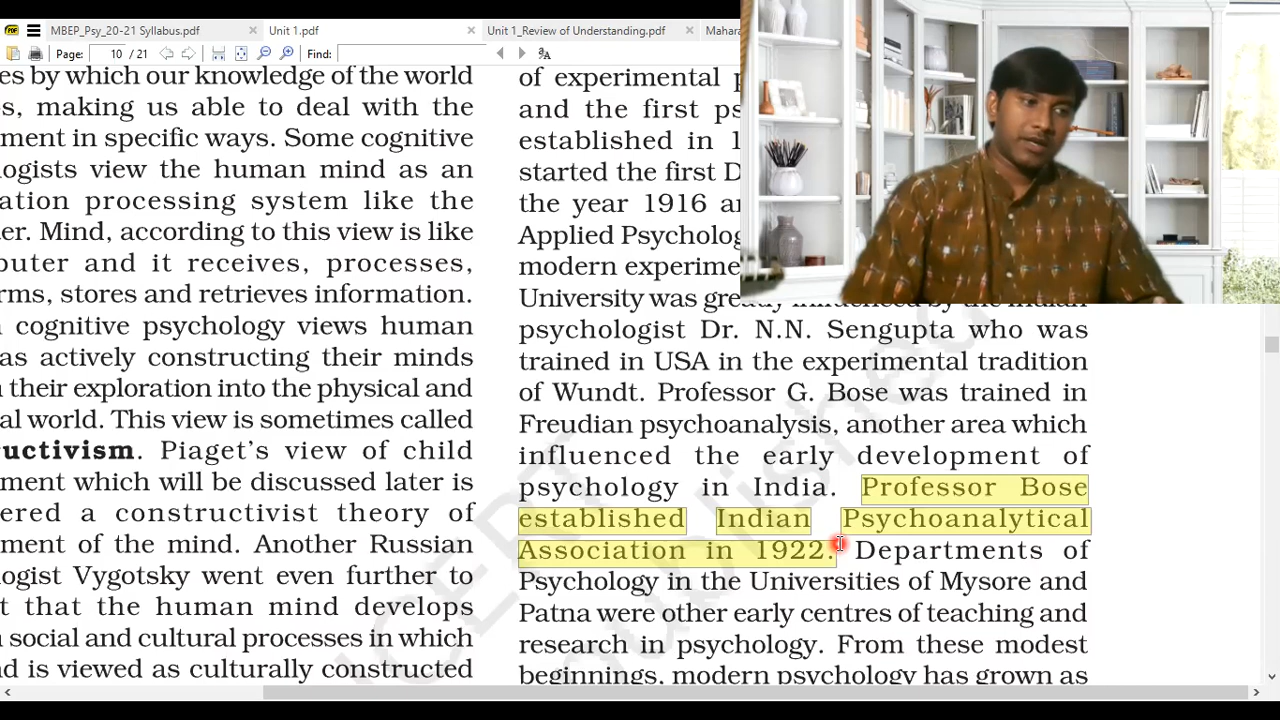 MBEP_Psy_20-21 Syllabus.pdf
Unit 1.pdf
Unit 1_Review of Understanding.pdf
Mahara
Page: 10 / 21
Find:
es by which our knowledge of the world
s, making us able to deal with the
ment in specific ways. Some cognitive
logists view the human mind as an
ation processing system like the
er. Mind, according to this view is like
puter and it receives, processes,
rms, stores and retrieves information.
cognitive psychology views human
as actively constructing their minds
their exploration into the physical and
al world. This view is sometimes called
uctivism. Piaget's view of child
ment which will be discussed later is
ered a constructivist theory of
ment of the mind. Another Russian
logist Vygotsky went even further to
t that the human mind develops
social and cultural processes in which
nd is viewed as culturally constructed
of experimental p
and the first ps
established in 1
started the first D
the year 1916 a
Applied Psycholog
modern experime
University was greatly influenced by the Indian
psychologist Dr. N.N. Sengupta who was
trained in USA in the experimental tradition
of Wundt. Professor G. Bose was trained in
Freudian psychoanalysis, another area which
influenced the early development of
psychology in India. Professor Bose
established Indian Psychoanalytical
Association in 1922. Departments of
Psychology in the Universities of Mysore and
Patna were other early centres of teaching and
research in psychology. From these modest
beginnings, modern psychology has grown as